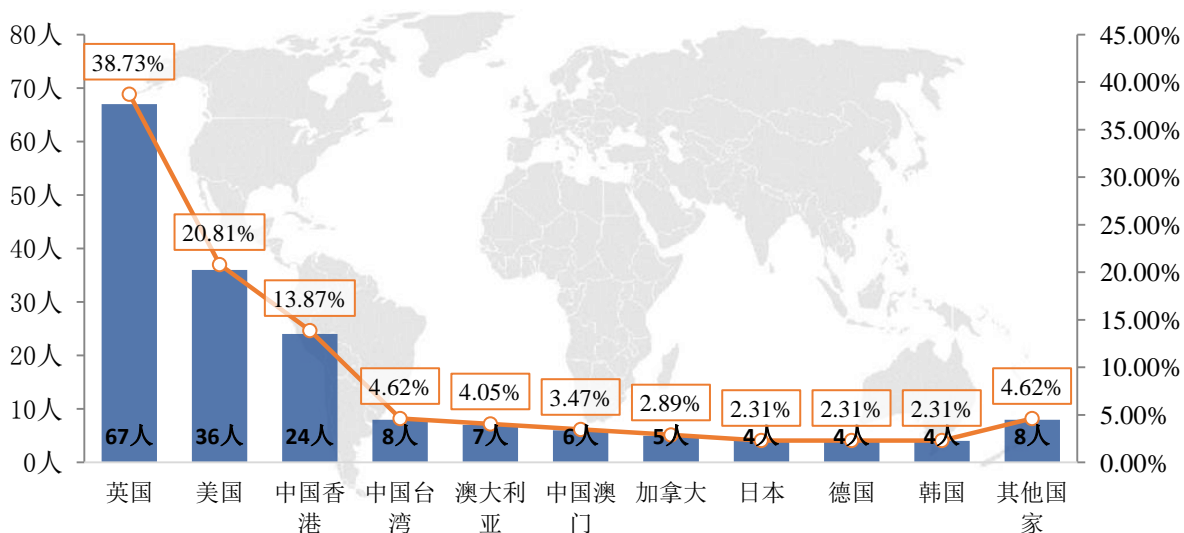 80人
70人
60人
50人
40人
30人
20人
10人
0人
45.00%
40.00%
35.00%
30.00%
25.00%
20.00%
15.00%
10.00%
5.00%
0.00%
38.73%
20.81%
13.87%
4.62%
4.05%
3.47%
2.89%
2.31%
2.31%
2.31%
4.62%
67人
36人
24人
8人
7人
6人
5人
4人
4人
4人
8人
英国
美国
中国香
港
中国台
湾
澳大利
亚
中国澳
门
加拿大
日本
德国
韩国
其他国
家